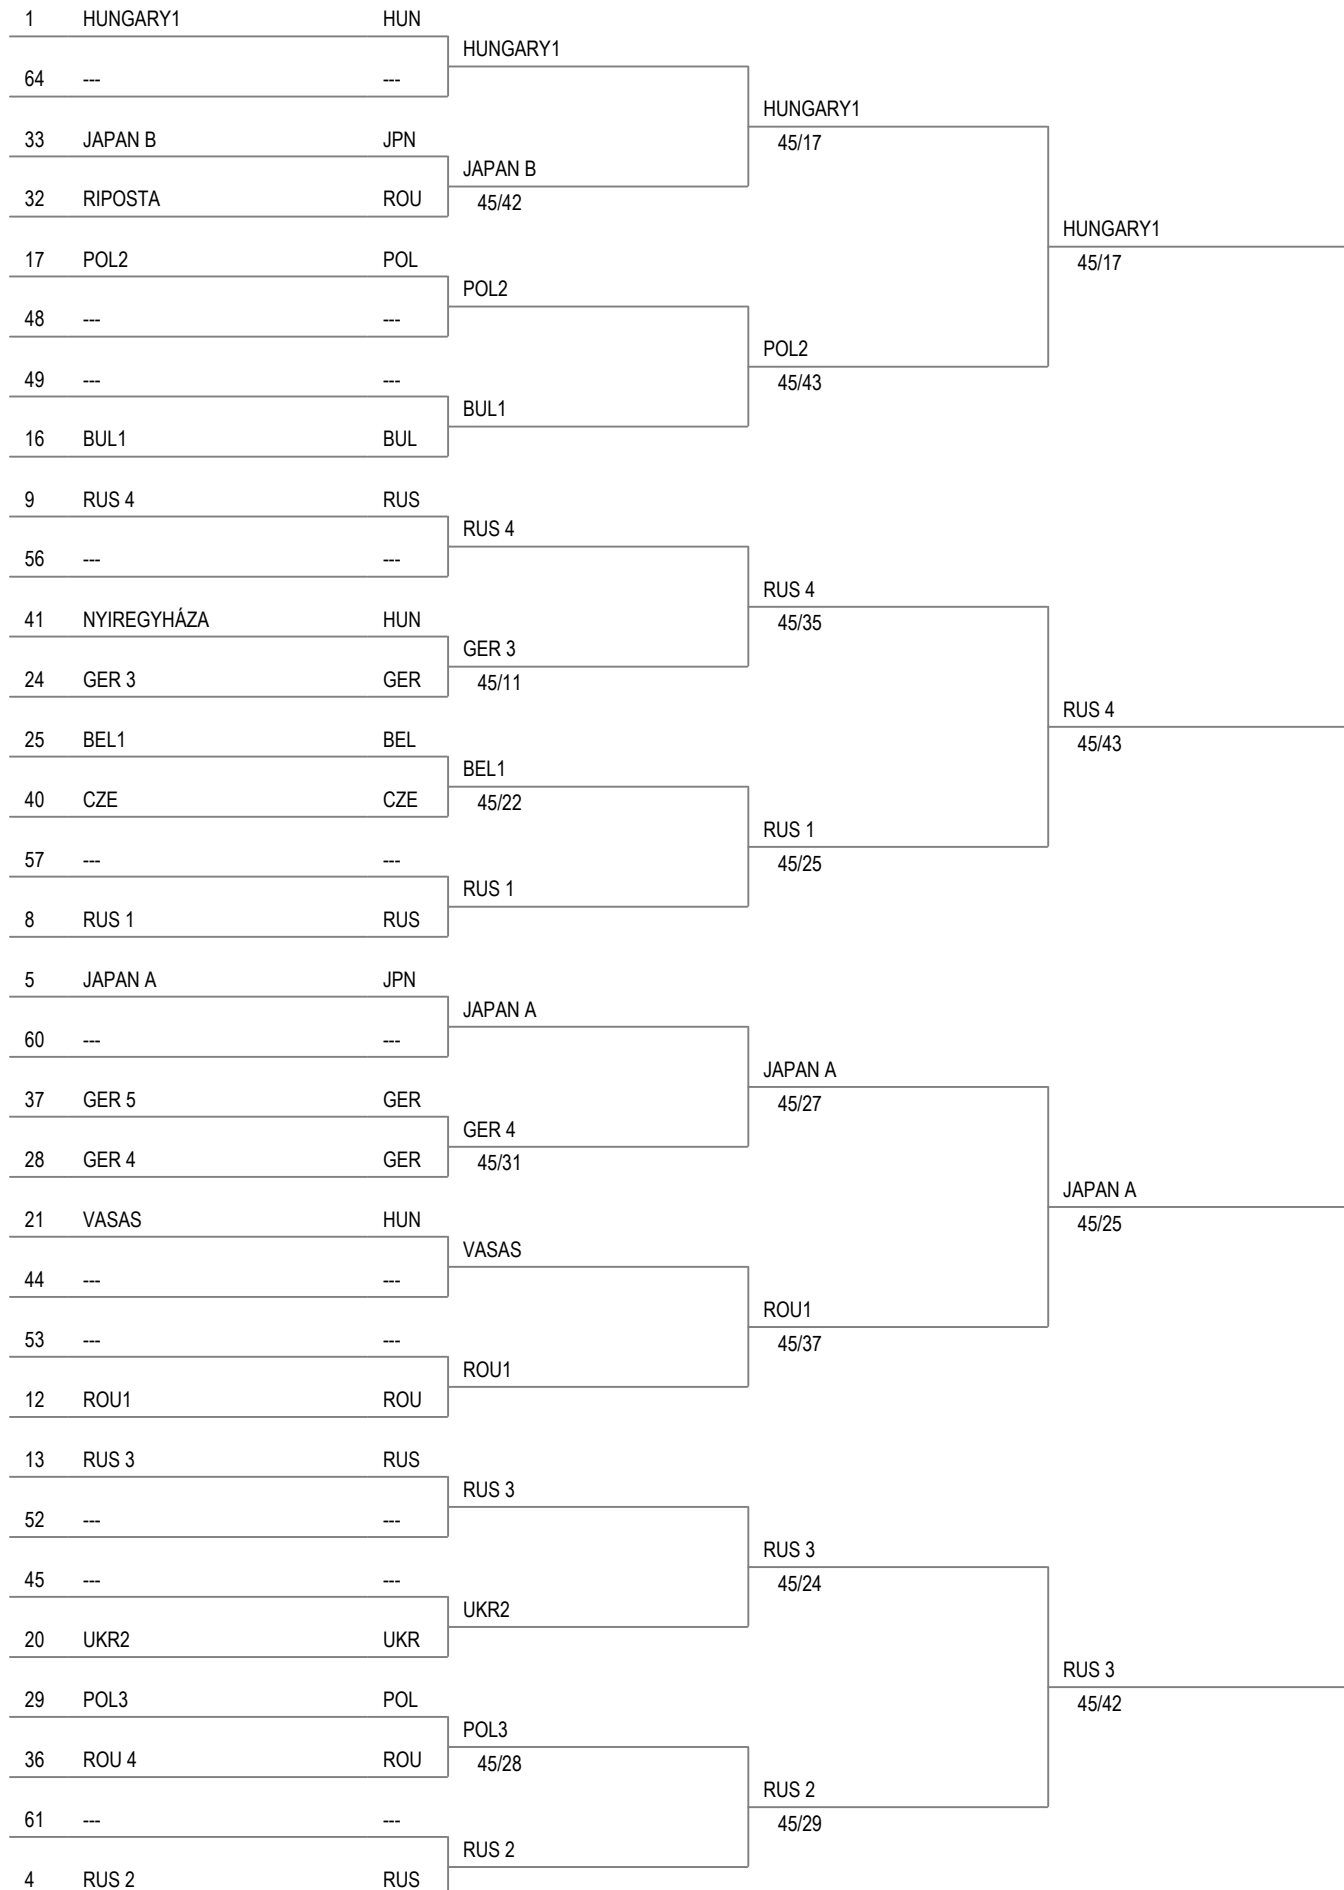 1 HUNGARY1 HUN
HUNGARY1
64 --- ---
HUNGARY1
33 JAPAN B JPN
45/17
JAPAN B
32 RIPOSTA ROU
45/42
HUNGARY1
17 POL2 POL
45/17
POL2
48 --- ---
POL2
49 --- ---
45/43
BUL1
16 BUL1 BUL
9 RUS 4 RUS
RUS 4
56 --- ---
RUS 4
41 NYIREGYHÁZA HUN
45/35
GER 3
24 GER 3 GER
45/11
RUS 4
25 BEL1 BEL
45/43
BEL1
40 CZE CZE
45/22
RUS 1
57 --- ---
45/25
RUS 1
8 RUS 1 RUS
5 JAPAN A JPN
JAPAN A
60 --- ---
JAPAN A
37 GER 5 GER
45/27
GER 4
28 GER 4 GER
45/31
JAPAN A
21 VASAS HUN
45/25
VASAS
44 --- ---
ROU1
53 --- ---
45/37
ROU1
12 ROU1 ROU
13 RUS 3 RUS
RUS 3
52 --- ---
RUS 3
45 --- ---
45/24
UKR2
20 UKR2 UKR
RUS 3
29 POL3 POL
45/42
POL3
36 ROU 4 ROU
45/28
RUS 2
61 --- ---
45/29
RUS 2
4 RUS 2 RUS